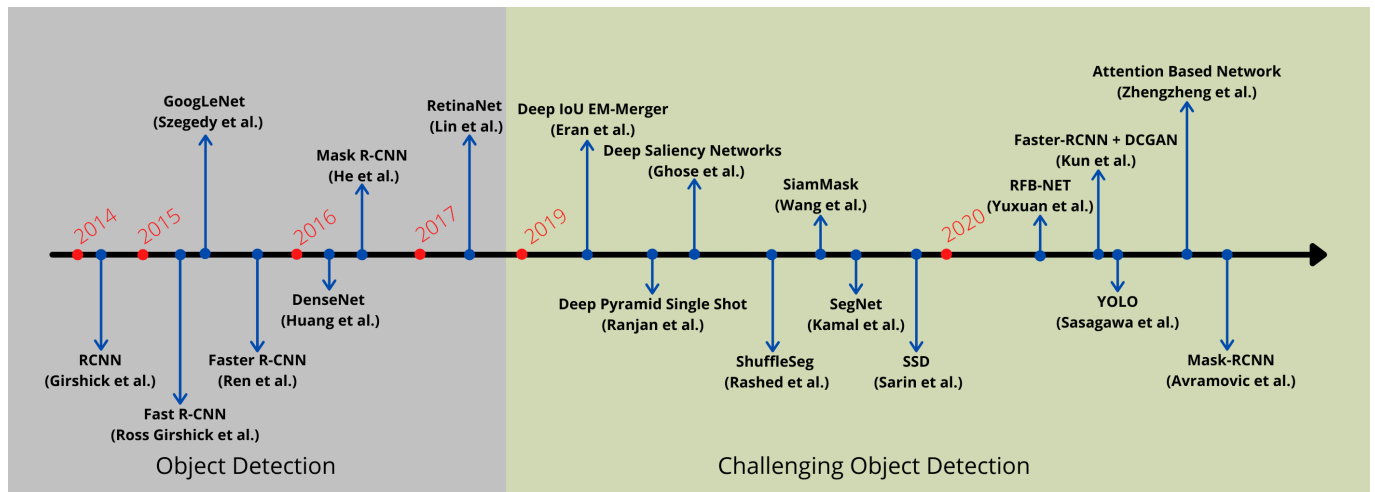 GoogLeNet
(Szegedy et al.)
Mask R-CNN
(He et al.)
RetinaNet
(Lin et al.)
2014
2015
2016
2017
RCNN
(Girshick et al.)
Fast R-CNN
(Ross Girshick et al.)
Faster R-CNN
(Ren et al.)
DenseNet
(Huang et al.)
Object Detection
Deep IoU EM-Merger
(Eran et al.)
Deep Saliency Networks
(Ghose et al.)
SiamMask
(Wang et al.)
Attention Based Network
(Zhengzheng et al.)
Faster-RCNN + DCGAN
(Kun et al.)
RFB-NET
(Yuxuan et al.)
2019
2020
Deep Pyramid Single Shot
(Ranjan et al.)
ShuffleSeg
(Rashed et al.)
SegNet
(Kamal et al.)
SSD
(Sarin et al.)
YOLO
(Sasagawa et al.)
Mask-RCNN
(Avramovic et al.)
Challenging Object Detection